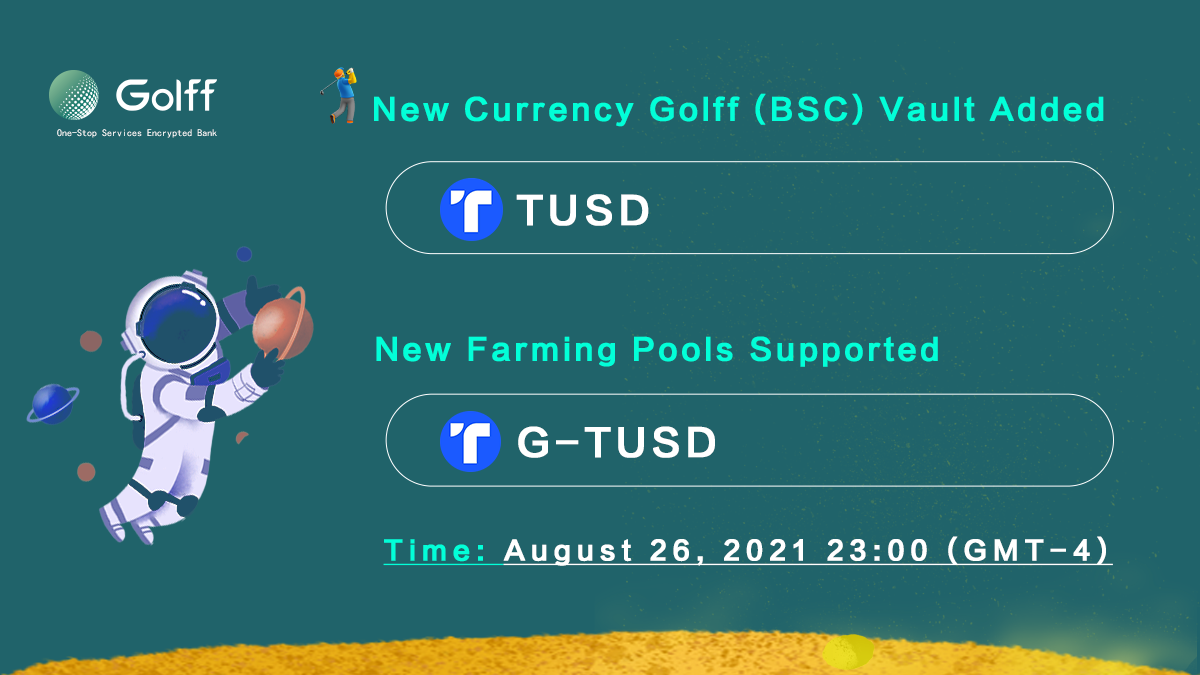 Golff
One-Stop Services Encrypted Bank
New Currency Golff (BSC) Vault Added
TUSD
New Farming Pools Supported
G-TUSD
Time: August 26, 2021 23:00 (GMT-4)